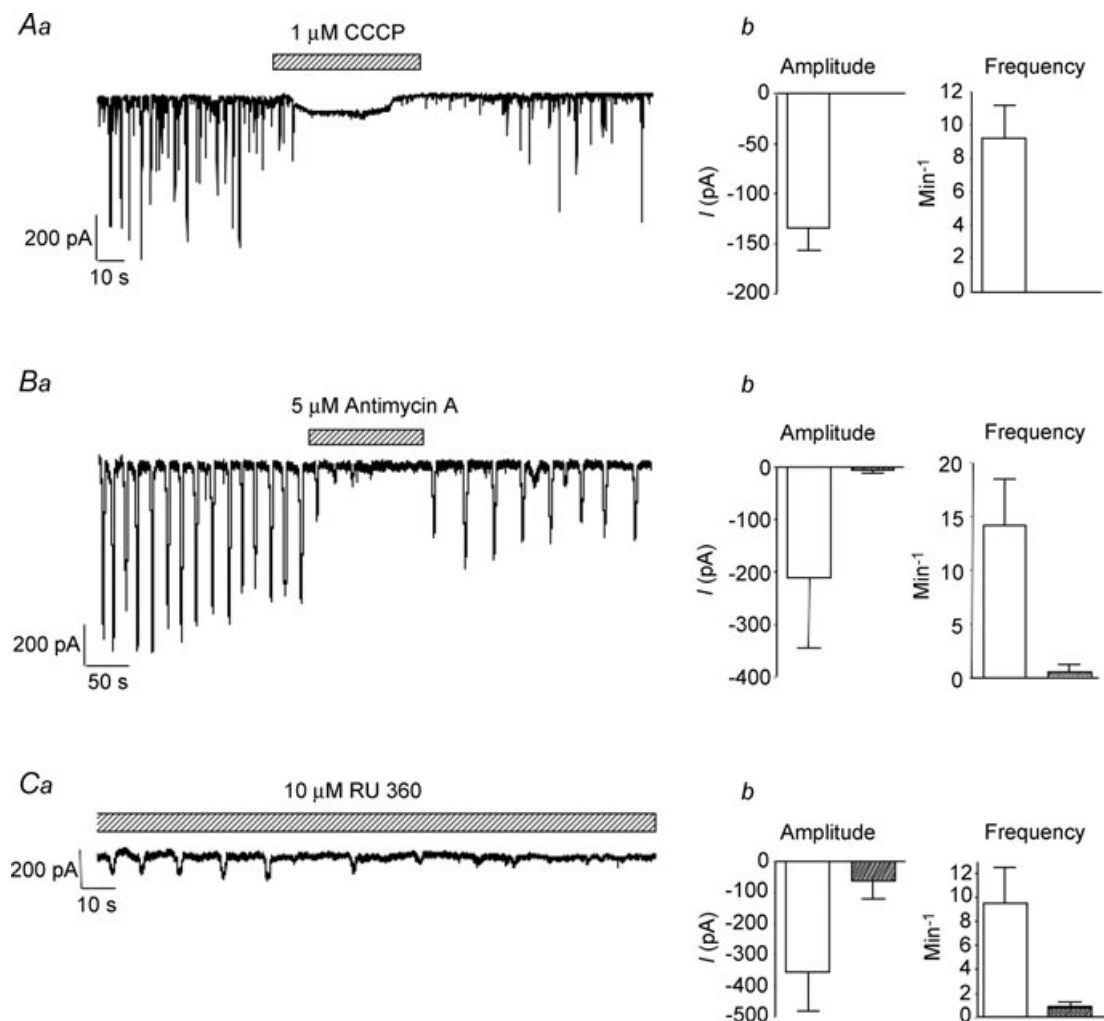 Aa
1 μM CCCP
200 pA
10 s
b
Amplitude
I (pA)
0
-50
-100
-150
-200
Frequency
Min-1
12
10
8
6
4
2
0
Ba
5 μM Antimycin A
200 pA
50 s
b
Amplitude
I (pA)
0
-100
-200
-300
-400
Frequency
Min-1
20
15
10
5
0
Ca
10 μM RU 360
200 pA
10 s
b
Amplitude
I (pA)
0
-100
-200
-300
-400
-500
Frequency
Min-1
12
10
8
6
4
2
0